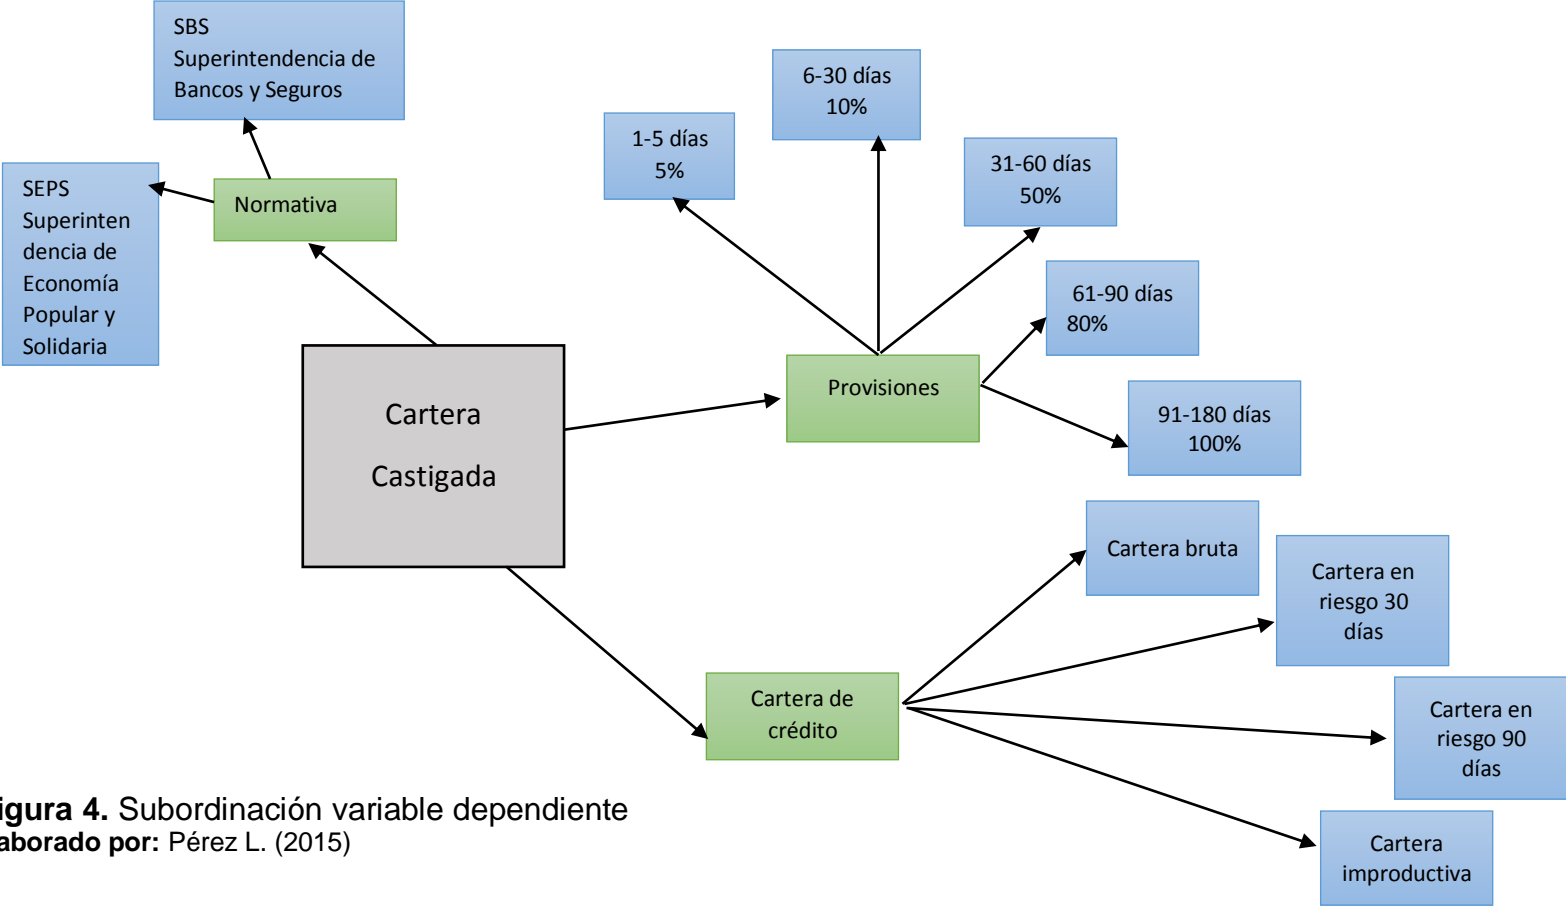 SBS
Superintendencia de
Bancos y Seguros
SEPS
Superinten
dencia de
Economía
Popular y
Solidaria
Normativa
Cartera
Castigada
1-5 días
5%
6-30 días
10%
31-60 días
50%
61-90 días
80%
91-180 días
100%
Provisiones
Cartera de
crédito
Cartera bruta
Cartera en
riesgo 30
días
Cartera en
riesgo 90
días
Cartera
improductiva
igura 4. Subordinación variable dependiente
aborado por: Pérez L. (2015)